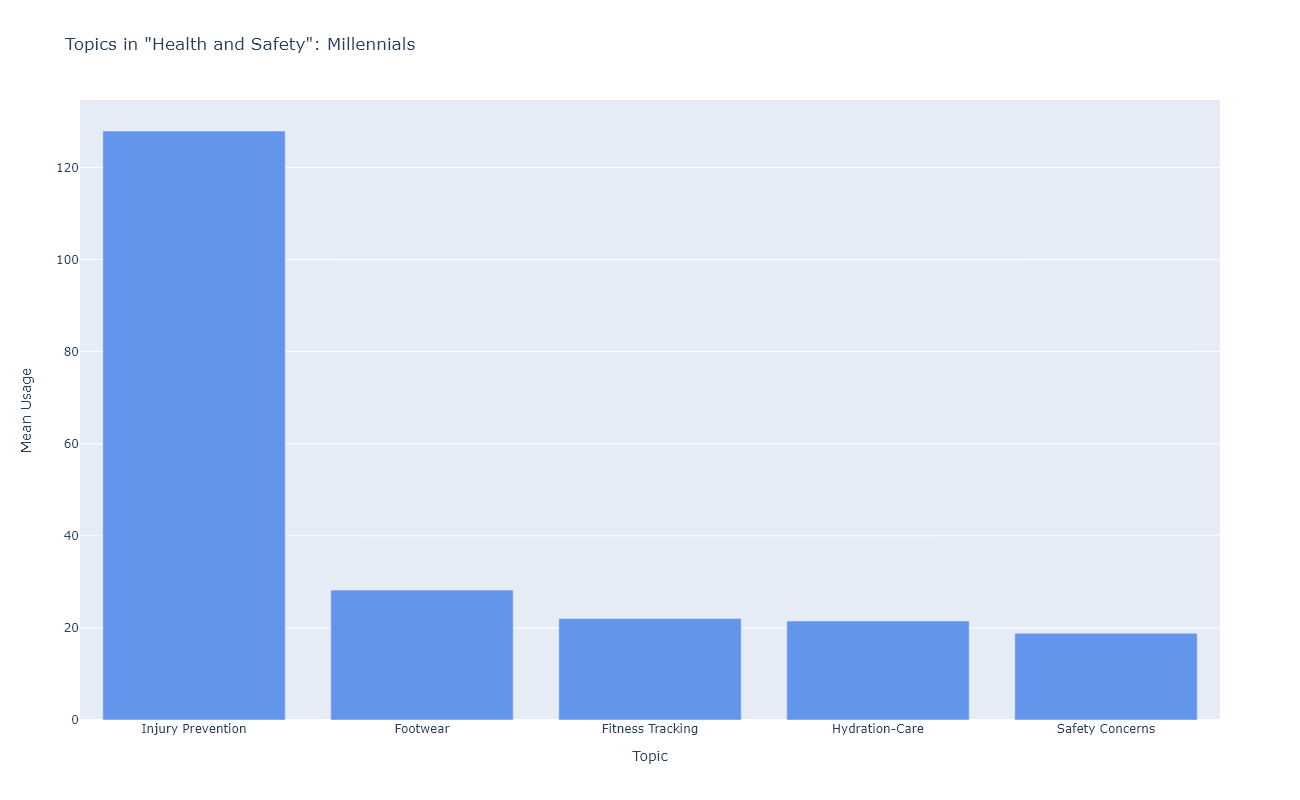 Topics in "Health and Safety": Millennials
120
100
80
60
40
20
0
Mean Usage
Injury Prevention
Footwear
Fitness Tracking
Hydration-Care
Safety Concerns
Topic